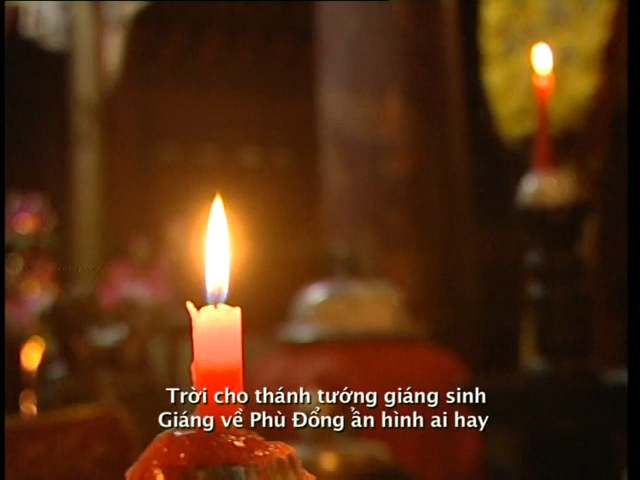 Trời cho thánh tướng giáng sinh
Giáng về Phù Đổng ẩn hình ai hay